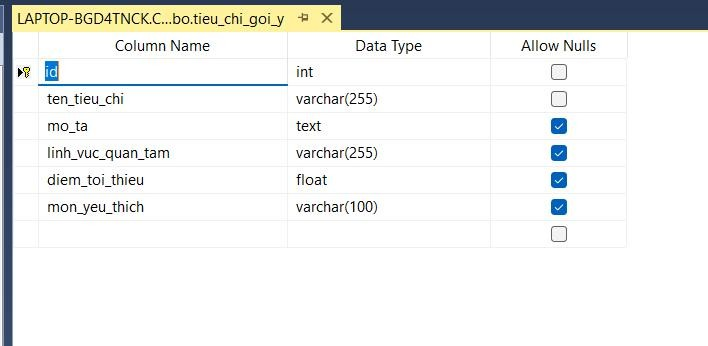 LAPTOP-BGD4TNCK.C...bo.tieu_chi_goi_y
Column Name Data Type Allow Nulls
id int
ten_tieu_chi varchar(255)
mo_ta text
linh_vuc_quan_tam varchar(255)
diem_toi_thieu float
mon_yeu_thich varchar(100)